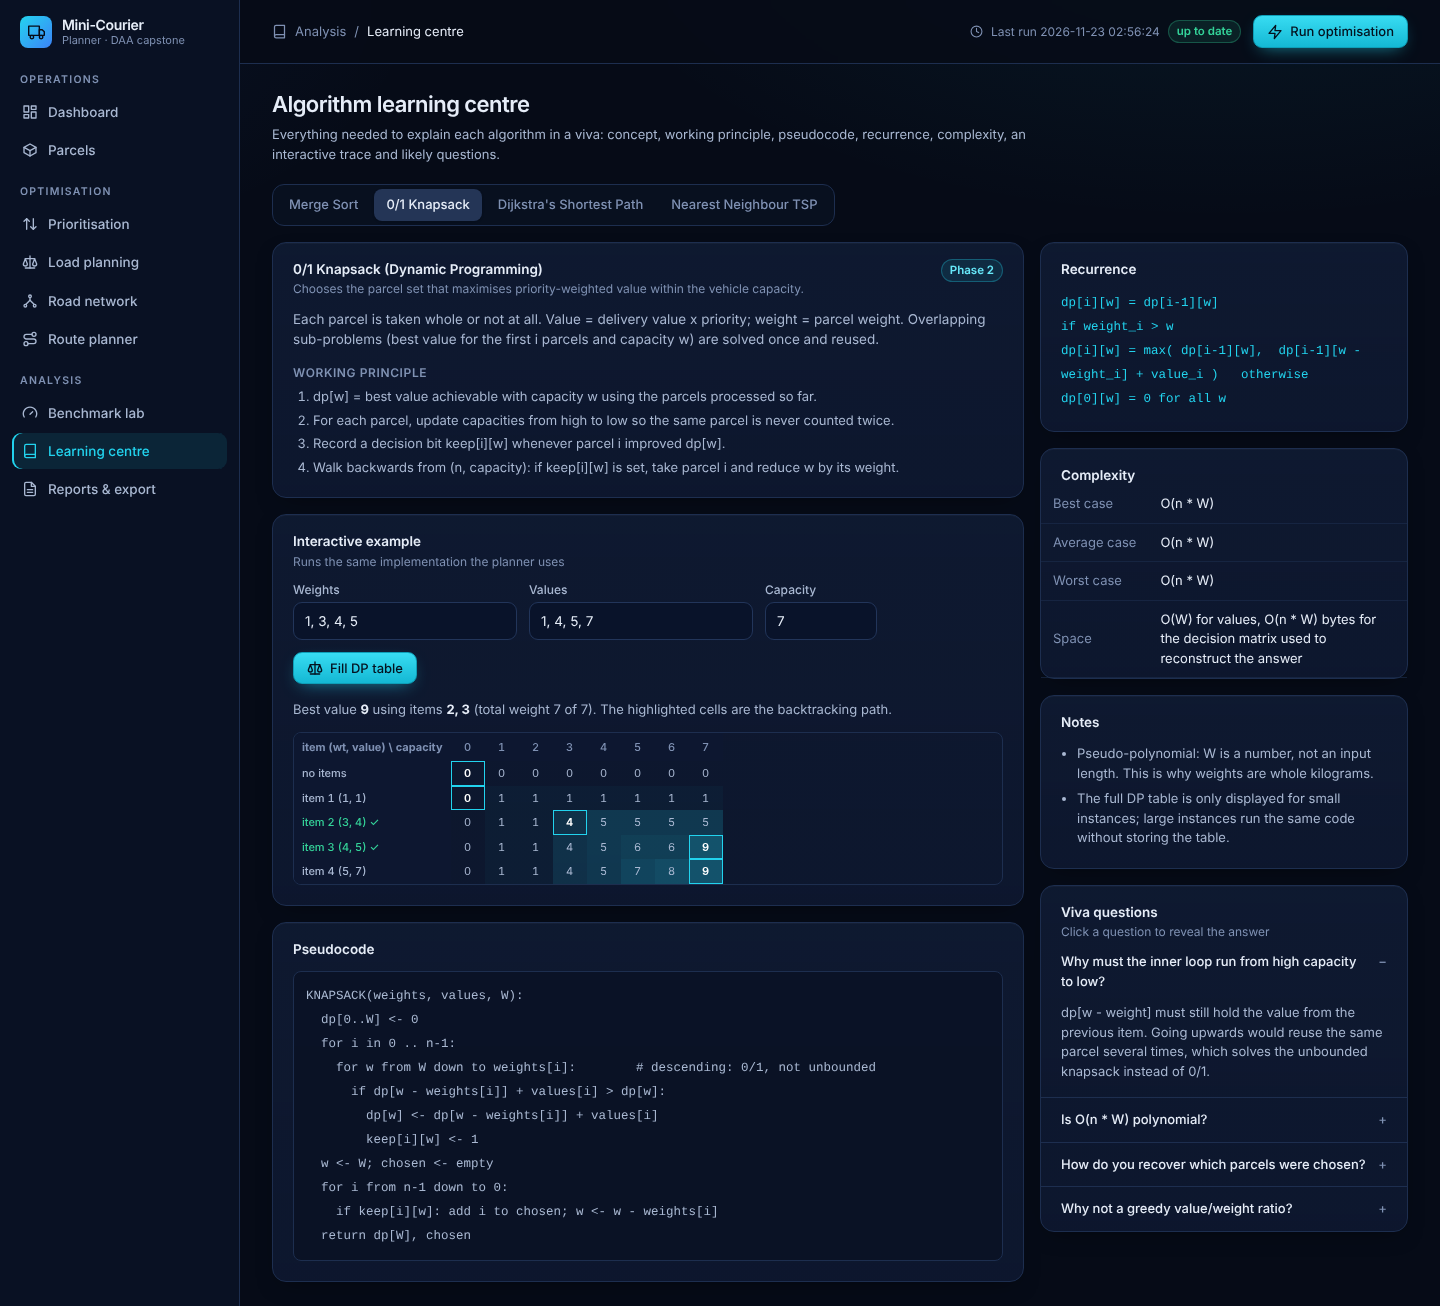 Mini-Courier
Planner · DAA capstone
OPERATIONS
Dashboard
Parcels
OPTIMISATION
Prioritisation
Load planning
Road network
Route planner
ANALYSIS
Benchmark lab
Learning centre
Reports & export
Analysis / Learning centre
Last run 2026-11-23 02:56:24 up to date Run optimisation
Algorithm learning centre
Everything needed to explain each algorithm in a viva: concept, working principle, pseudocode, recurrence, complexity, an
interactive trace and likely questions.
Merge Sort 0/1 Knapsack Dijkstra's Shortest Path Nearest Neighbour TSP
0/1 Knapsack (Dynamic Programming) Phase 2
Chooses the parcel set that maximises priority-weighted value within the vehicle capacity.
Each parcel is taken whole or not at all. Value = delivery value x priority; weight = parcel weight. Overlapping
sub-problems (best value for the first i parcels and capacity w) are solved once and reused.
WORKING PRINCIPLE
1. dp[w] = best value achievable with capacity w using the parcels processed so far.
2. For each parcel, update capacities from high to low so the same parcel is never counted twice.
3. Record a decision bit keep[i][w] whenever parcel i improved dp[w].
4. Walk backwards from (n, capacity): if keep[i][w] is set, take parcel i and reduce w by its weight.
Interactive example
Runs the same implementation the planner uses
Weights Values Capacity
1, 3, 4, 5 1, 4, 5, 7 7
Fill DP table
Best value 9 using items 2, 3 (total weight 7 of 7). The highlighted cells are the backtracking path.
item (wt, value) \ capacity 0 1 2 3 4 5 6 7
no items 0 0 0 0 0 0 0 0
item 1 (1, 1) 0 1 1 1 1 1 1 1
item 2 (3, 4) ✓ 0 1 1 4 5 5 5 5
item 3 (4, 5) ✓ 0 1 1 4 5 6 6 9
item 4 (5, 7) 0 1 1 4 5 7 8 9
Pseudocode
KNAPSACK(weights, values, W):
  dp[0..W] <- 0
  for i in 0 .. n-1:
    for w from W down to weights[i]:        # descending: 0/1, not unbounded
      if dp[w - weights[i]] + values[i] > dp[w]:
        dp[w] <- dp[w - weights[i]] + values[i]
        keep[i][w] <- 1
  w <- W; chosen <- empty
  for i from n-1 down to 0:
    if keep[i][w]: add i to chosen; w <- w - weights[i]
  return dp[W], chosen
Recurrence
dp[i][w] = dp[i-1][w]
if weight_i > w
dp[i][w] = max( dp[i-1][w],  dp[i-1][w -
weight_i] + value_i )   otherwise
dp[0][w] = 0 for all w
Complexity
Best case O(n * W)
Average case O(n * W)
Worst case O(n * W)
Space O(W) for values, O(n * W) bytes for
the decision matrix used to
reconstruct the answer
Notes
• Pseudo-polynomial: W is a number, not an input
length. This is why weights are whole kilograms.
• The full DP table is only displayed for small
instances; large instances run the same code
without storing the table.
Viva questions
Click a question to reveal the answer
Why must the inner loop run from high capacity −
to low?
dp[w - weight] must still hold the value from the
previous item. Going upwards would reuse the same
parcel several times, which solves the unbounded
knapsack instead of 0/1.
Is O(n * W) polynomial? +
How do you recover which parcels were chosen? +
Why not a greedy value/weight ratio? +